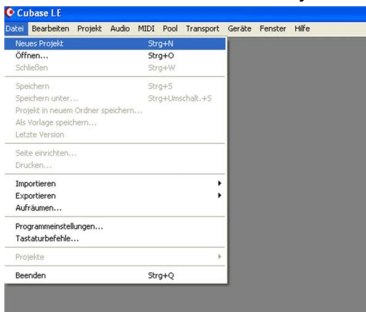 Cubase LE
Datei Bearbeiten Projekt Audio MIDI Pool Transport Geräte Fenster Hilfe
Neues Projekt Strg+N
Öffnen... Strg+O
Schließen Strg+W
Speichern Strg+S
Speichern unter... Strg+Umschalt.+S
Projekt in neuem Ordner speichern...
Als Vorlage speichern...
Letzte Version
Seite einrichten...
Drucken...
Importieren
Exportieren
Aufräumen...
Programmeinstellungen...
Tastaturbefehle...
Projekte
Beenden Strg+Q